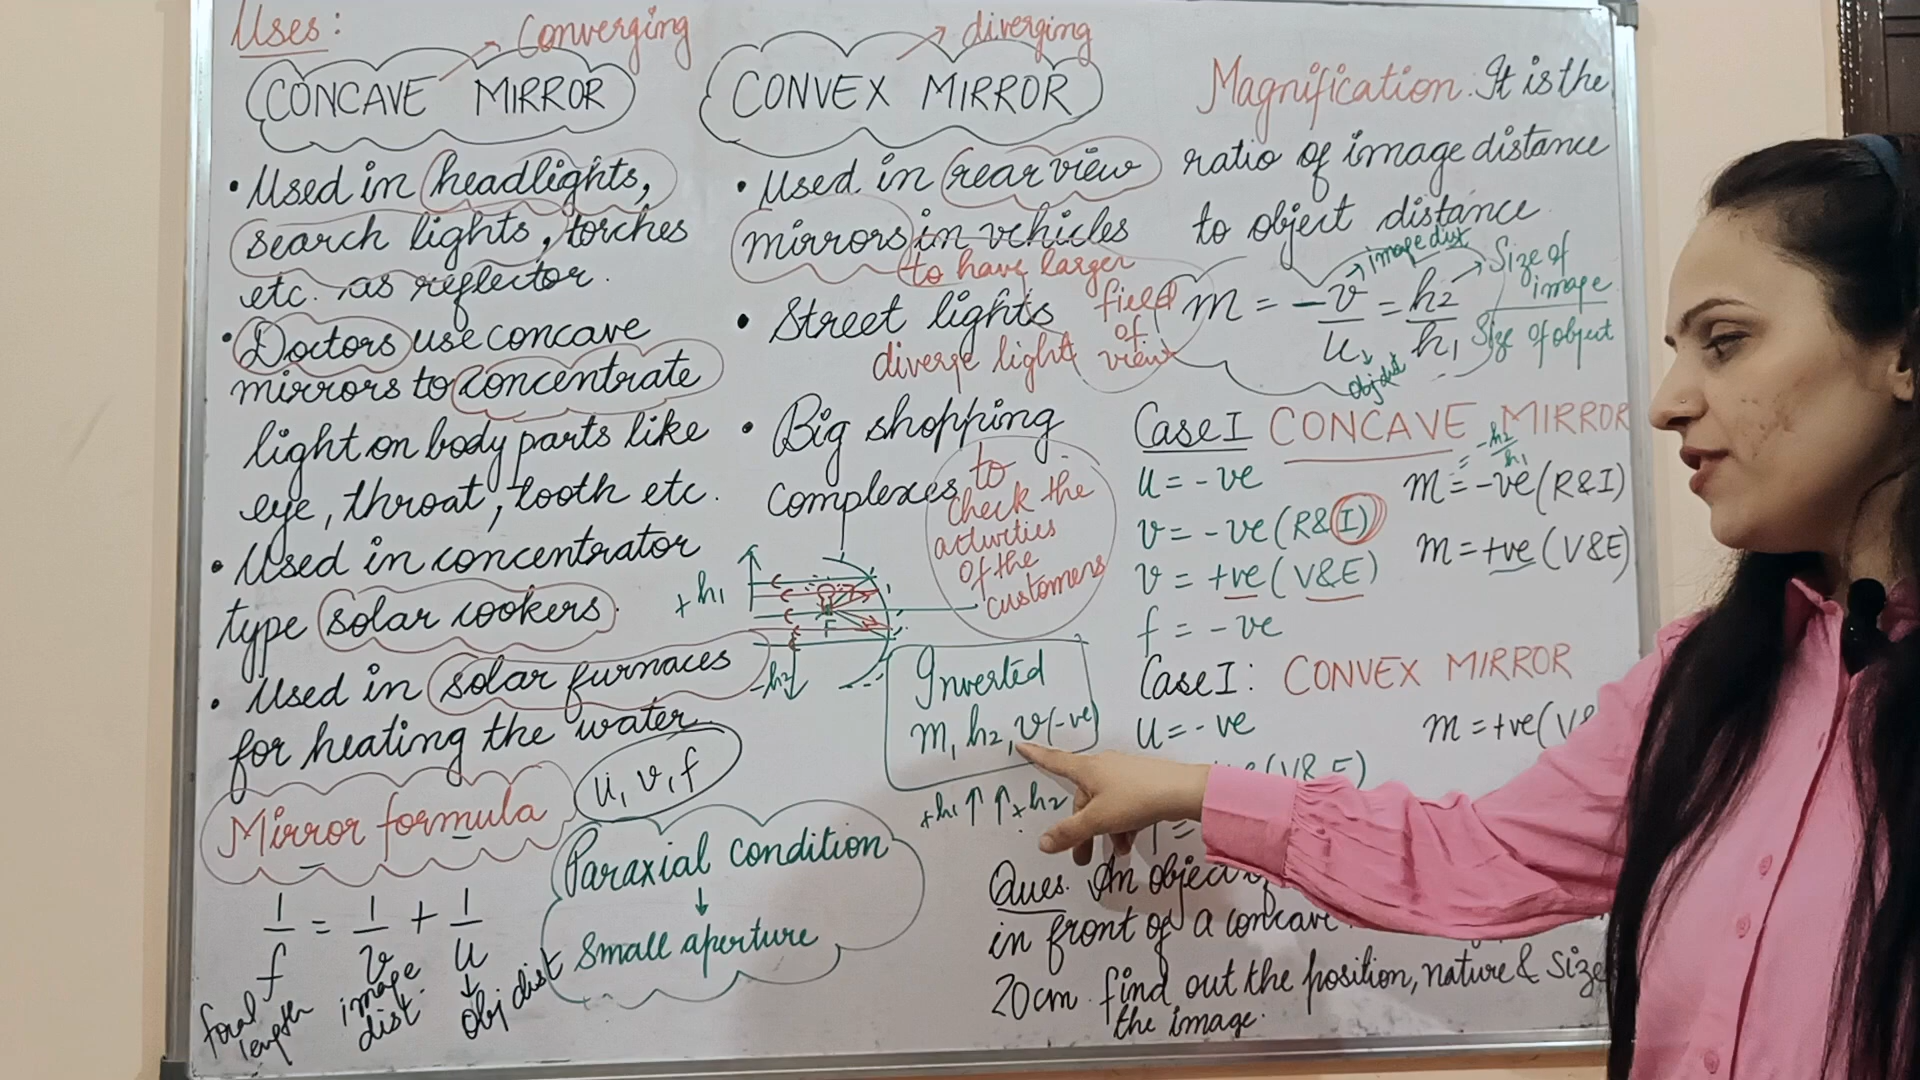 Uses:
Converging
CONCAVE MIRROR
• Used in headlights,
search lights, torches
etc. as reflector.
• Doctors use concave
mirrors to concentrate
light on body parts like
eye, throat, tooth etc.
• Used in concentrator
type solar cookers.
• Used in solar furnaces
for heating the water.
Mirror formula
u, v, f
1/f = 1/v + 1/u
focal length
image dist.
obj dist
Paraxial condition
↓
Small aperture
diverging
CONVEX MIRROR
• Used in rear view
mirrors in vehicles
to have larger
field
of
view
• Street lights
diverge light
• Big shopping
complexes
to
check the
activities
of the
customers
+h1
-h2
F
Inverted
m, h2, v(-ve)
+h1 ↑ ↑ +h2
Magnification: It is the
ratio of image distance
to object distance
m = -v/u = h2/h1
image dist
obj dist
Size of
image
Size of object
Case I CONCAVE MIRROR
u = -ve
v = -ve (R&I)
v = +ve (V&E)
f = -ve
-h2/h1
m = -ve (R&I)
m = +ve (V&E)
Case I: CONVEX MIRROR
u = -ve
m = +ve (V&
(V&E)
Ques. An object
in front of a concave
20cm. find out the position, nature & size
the image.